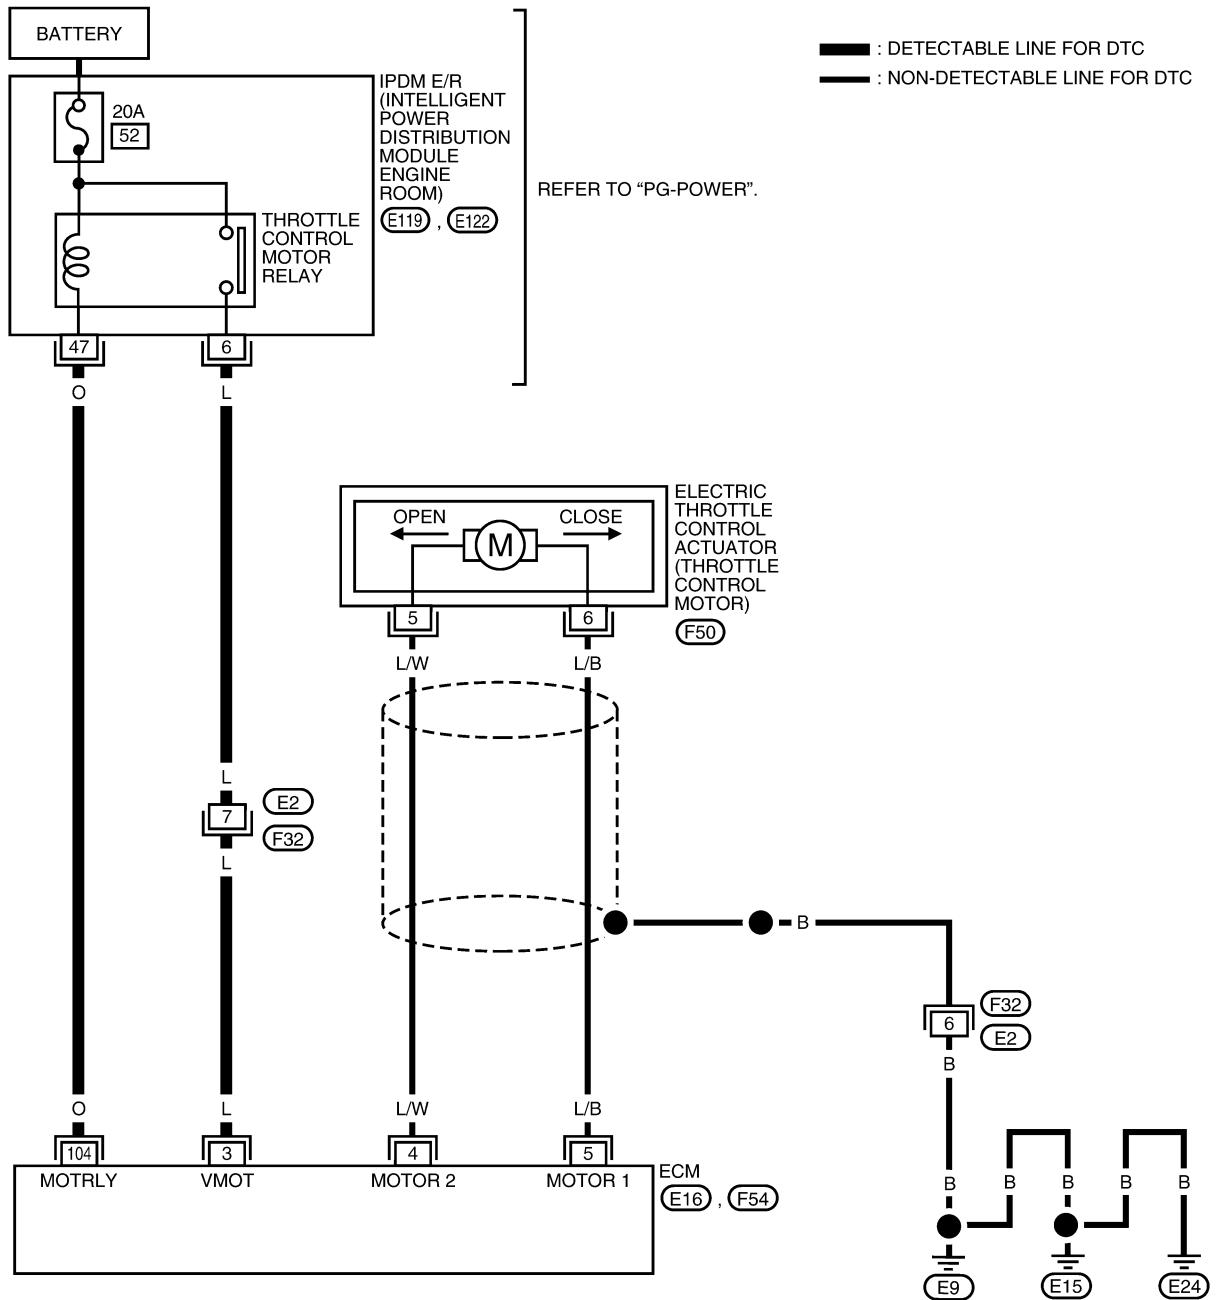 BATTERY
: DETECTABLE LINE FOR DTC
: NON-DETECTABLE LINE FOR DTC
20A
52
IPDM E/R
(INTELLIGENT
POWER
DISTRIBUTION
MODULE
ENGINE
ROOM)
E119 , E122
REFER TO “PG-POWER”.
THROTTLE
CONTROL
MOTOR
RELAY
47
6
O
L
ELECTRIC
THROTTLE
CONTROL
ACTUATOR
(THROTTLE
CONTROL
MOTOR)
F50
OPEN
CLOSE
M
5
6
L/W
L/B
L
7
E2
F32
L
B
6
F32
E2
B
O
L
L/W
L/B
104
3
4
5
MOTRLY
VMOT
MOTOR 2
MOTOR 1
ECM
E16 , F54
B
B
B
B
B
E9
E15
E24